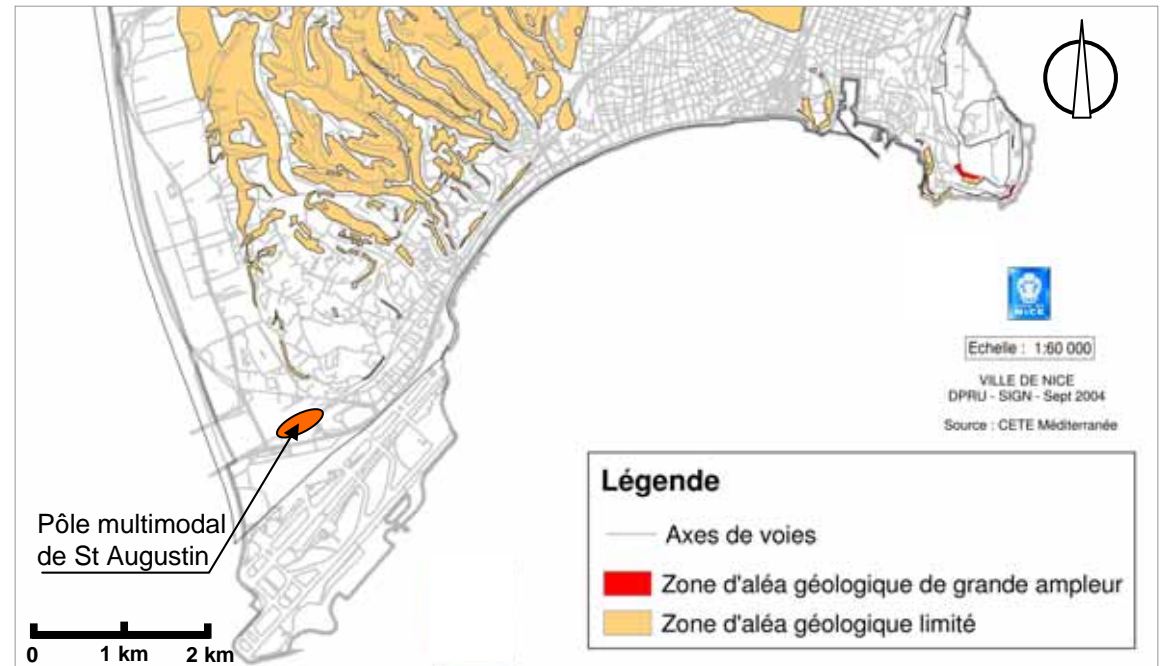 NICE
Echelle : 1:60 000
VILLE DE NICE
DPRU - SIGN - Sept 2004
Source : CETE Méditerranée
Pôle multimodal
de St Augustin
Légende
Axes de voies
Zone d'aléa géologique de grande ampleur
Zone d'aléa géologique limité
0 1 km 2 km